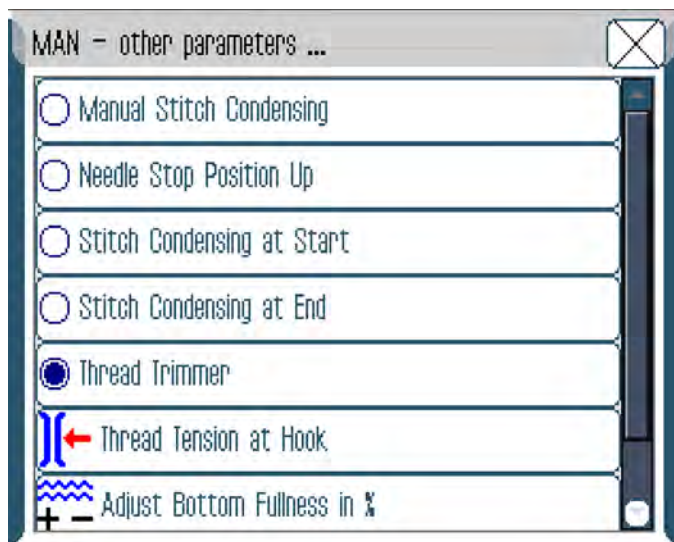 MAN - other parameters ...
Manual Stitch Condensing
Needle Stop Position Up
Stitch Condensing at Start
Stitch Condensing at End
Thread Trimmer
Thread Tension at Hook
Adjust Bottom Fullness in %